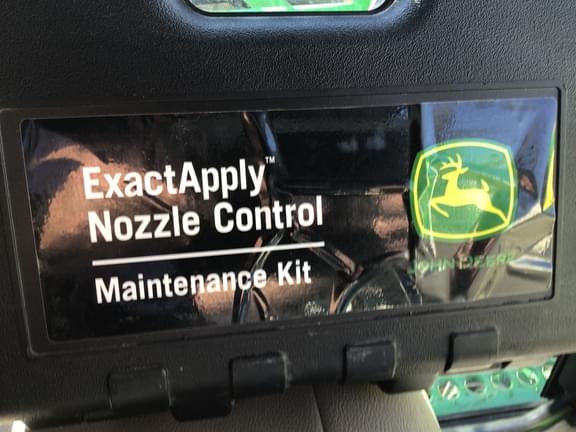 ExactApply™
Nozzle Control
Maintenance Kit
JOHN DEERE